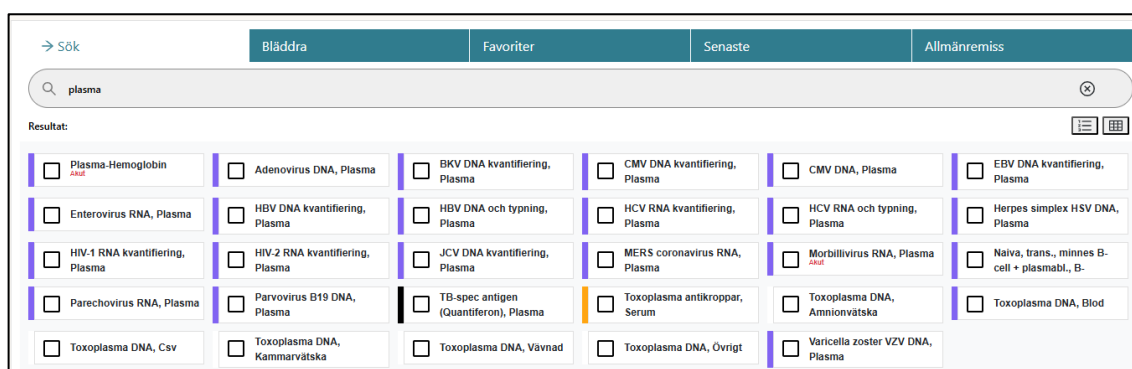 → Sök
Bläddra
Favoriter
Senaste
Allmänremiss
plasma
Resultat:
Plasma-Hemoglobin
Akut
Adenovirus DNA, Plasma
BKV DNA kvantifiering,
Plasma
CMV DNA kvantifiering,
Plasma
CMV DNA, Plasma
EBV DNA kvantifiering,
Plasma
Enterovirus RNA, Plasma
HBV DNA kvantifiering,
Plasma
HBV DNA och typning,
Plasma
HCV RNA kvantifiering,
Plasma
HCV RNA och typning,
Plasma
Herpes simplex HSV DNA,
Plasma
HIV-1 RNA kvantifiering,
Plasma
HIV-2 RNA kvantifiering,
Plasma
JCV DNA kvantifiering,
Plasma
MERS coronavirus RNA,
Plasma
Morbillivirus RNA, Plasma
Akut
Naiva, trans., minnes B-
cell + plasmabl., B-
Parechovirus RNA, Plasma
Parvovirus B19 DNA,
Plasma
TB-spec antigen
(Quantiferon), Plasma
Toxoplasma antikroppar,
Serum
Toxoplasma DNA,
Amnionvätska
Toxoplasma DNA, Blod
Toxoplasma DNA, Csv
Toxoplasma DNA,
Kammarvätska
Toxoplasma DNA, Vävnad
Toxoplasma DNA, Övrigt
Varicella zoster VZV DNA,
Plasma